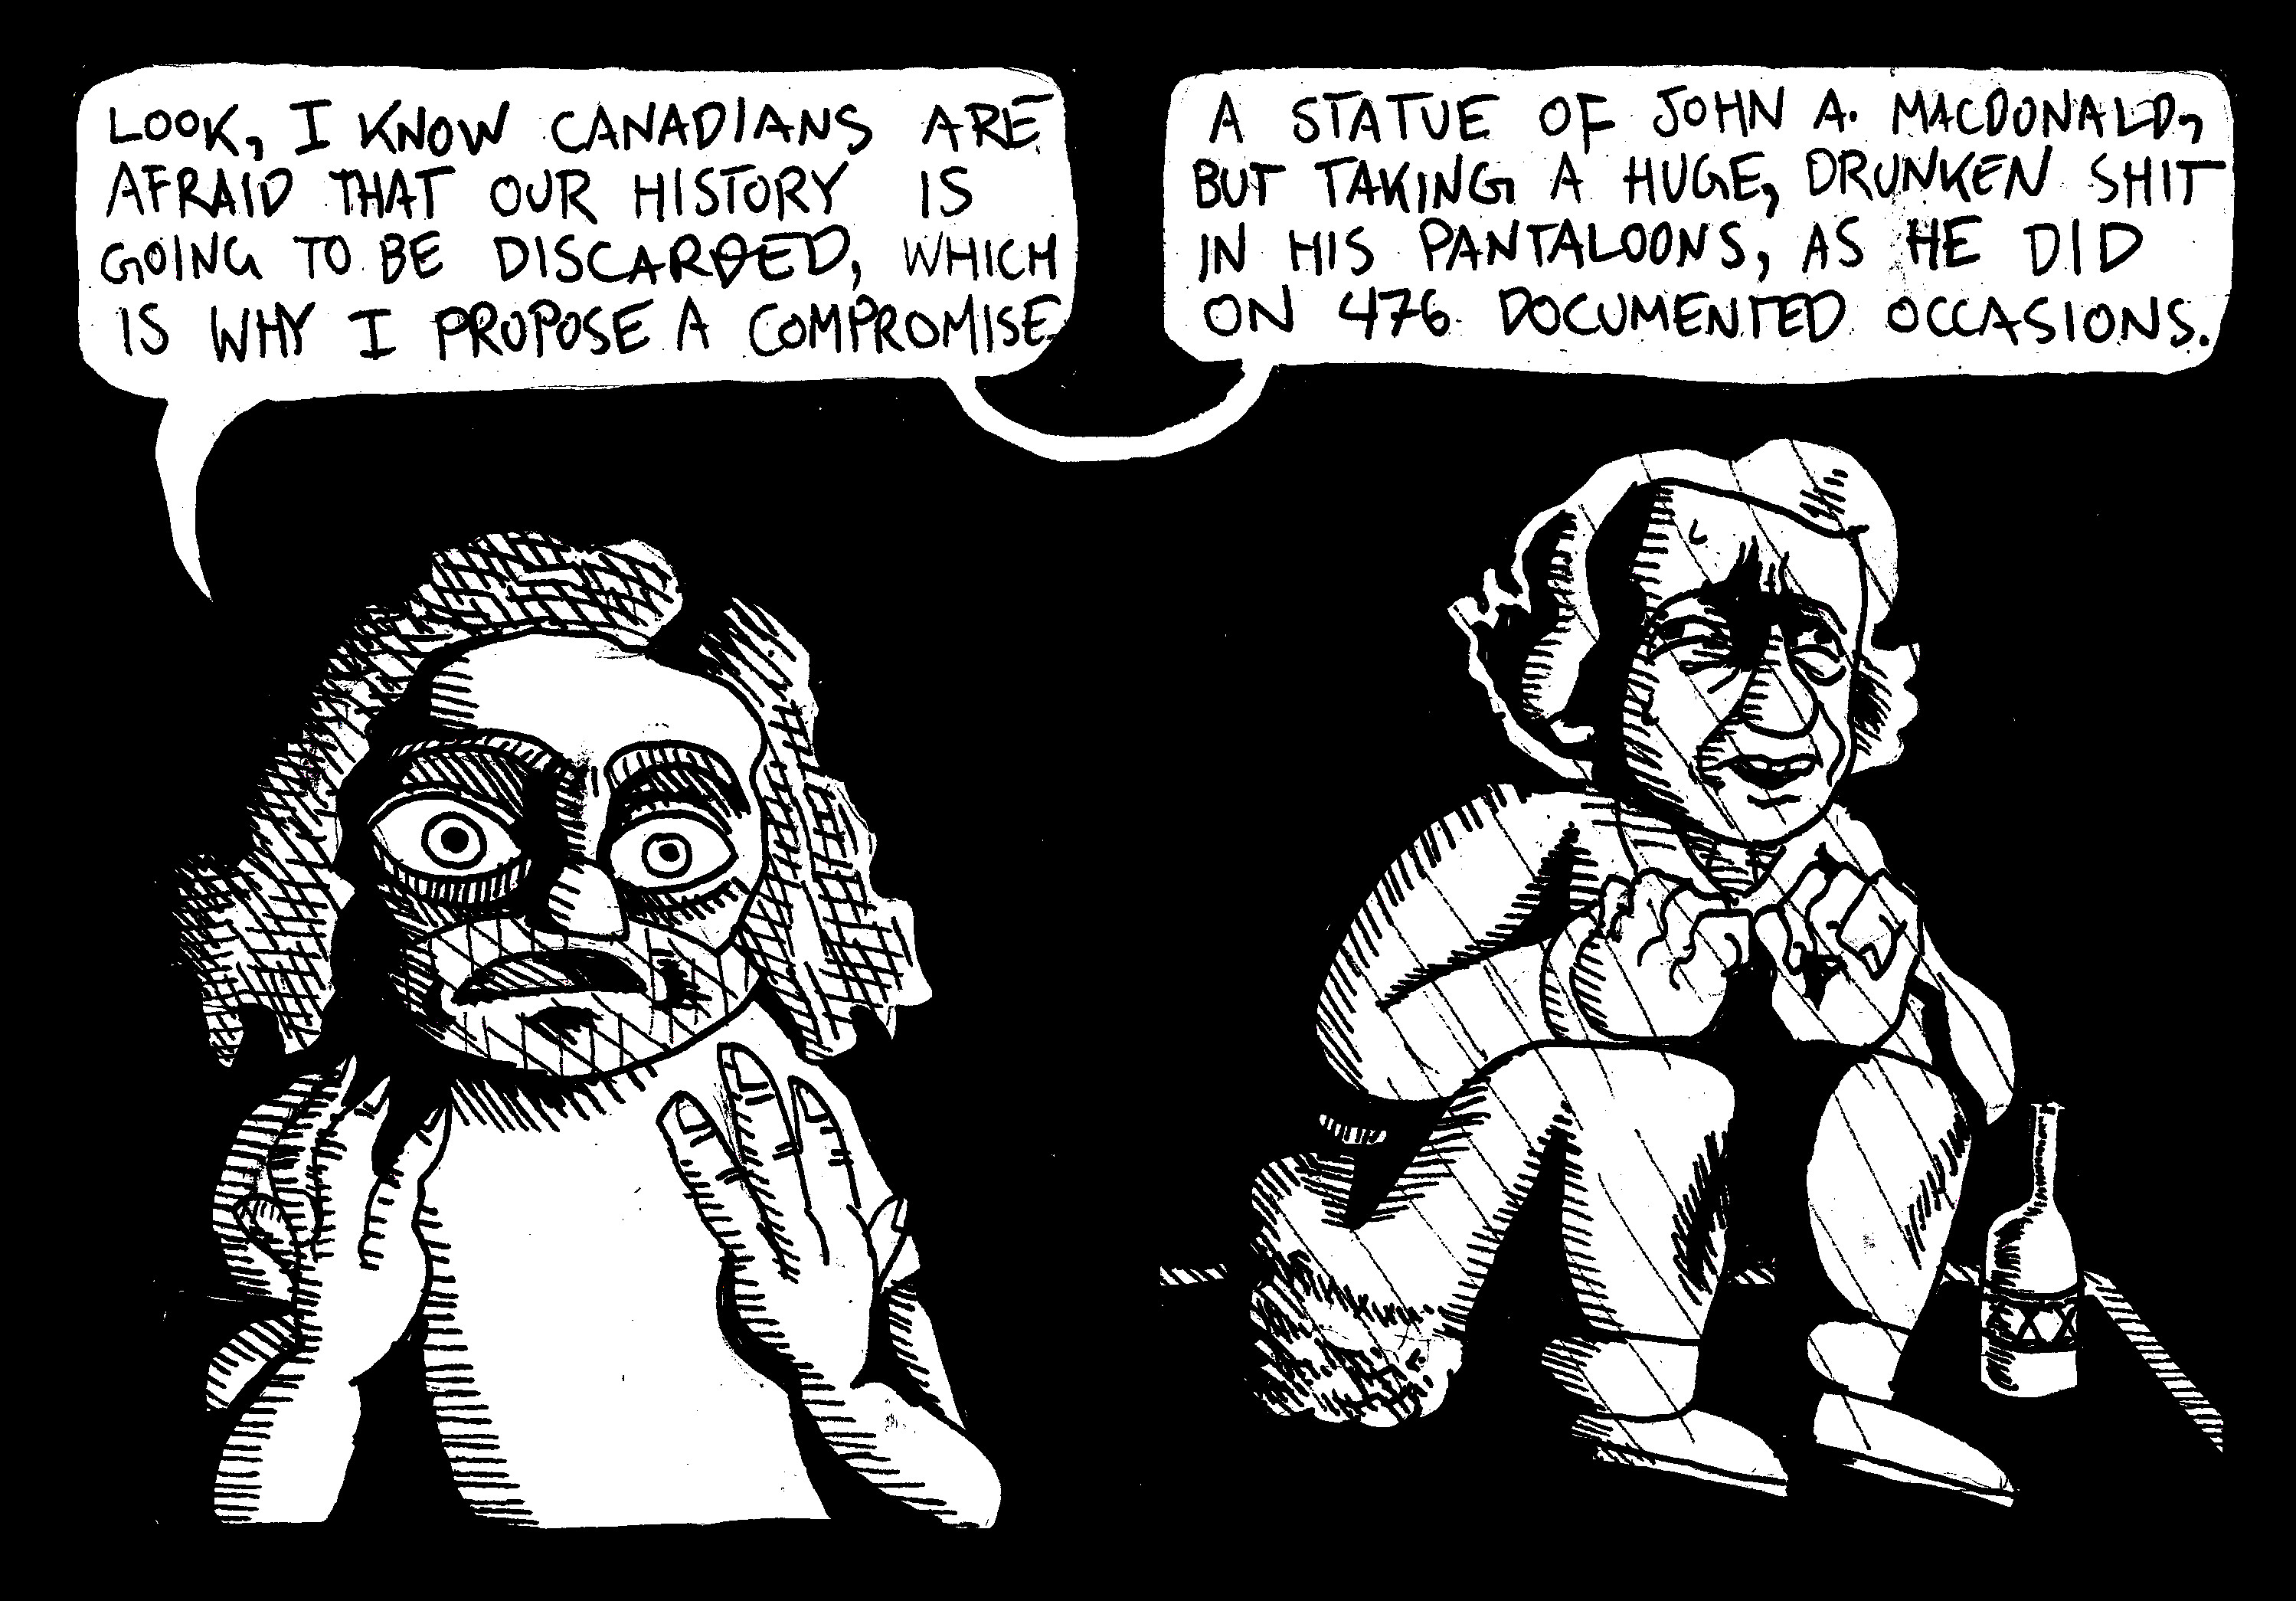 LOOK, I KNOW CANADIANS ARE
AFRAID THAT OUR HISTORY IS
GOING TO BE DISCARDED, WHICH
IS WHY I PROPOSE A COMPROMISE.
A STATUE OF JOHN A. MACDONALD,
BUT TAKING A HUGE, DRUNKEN SHIT
IN HIS PANTALOONS, AS HE DID
ON 476 DOCUMENTED OCCASIONS.
XX